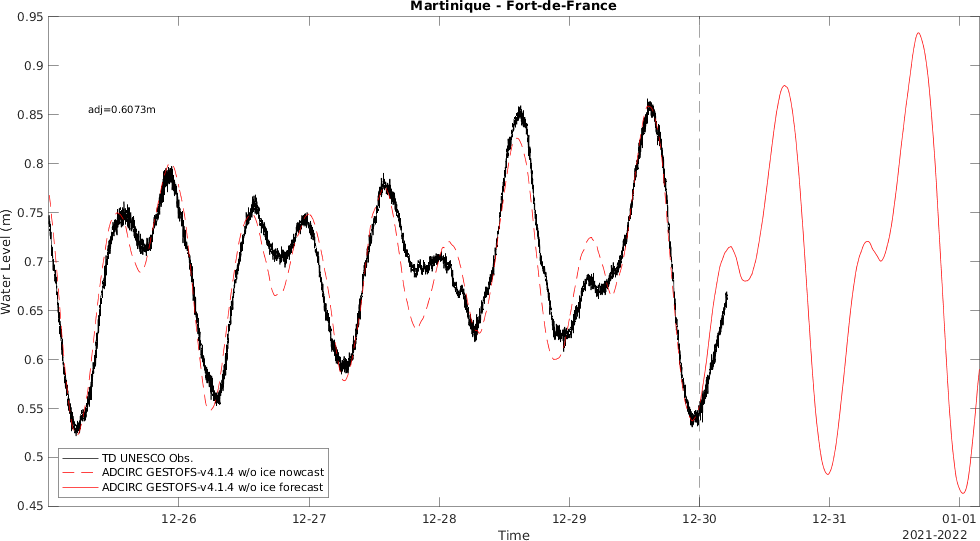 Martinique - Fort-de-France
0.95
0.9
0.85
adj=0.6073m
0.8
0.75
0.7
Water Level (m)
0.65
0.6
0.55
0.5
0.45
TD UNESCO Obs.
ADCIRC GESTOFS-v4.1.4 w/o ice nowcast
ADCIRC GESTOFS-v4.1.4 w/o ice forecast
12-26 12-27 12-28 12-29 12-30 12-31 01-01
Time
2021-2022